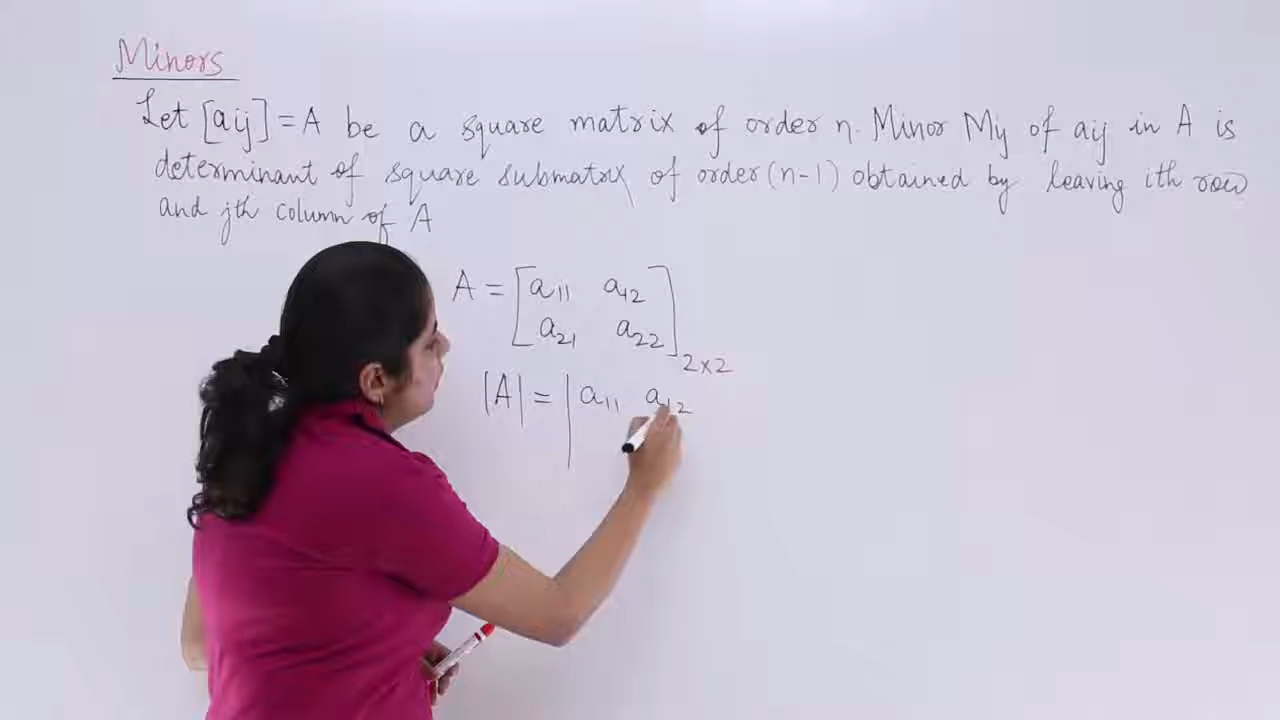 Minors
Let [aij] = A be a square matrix of order n. Minor Mij of aij in A is
determinant of square submatrix of order (n-1) obtained by leaving ith row
and jth column of A
A = [a11 a12
a21 a22] 2×2
|A| = | a11 a12